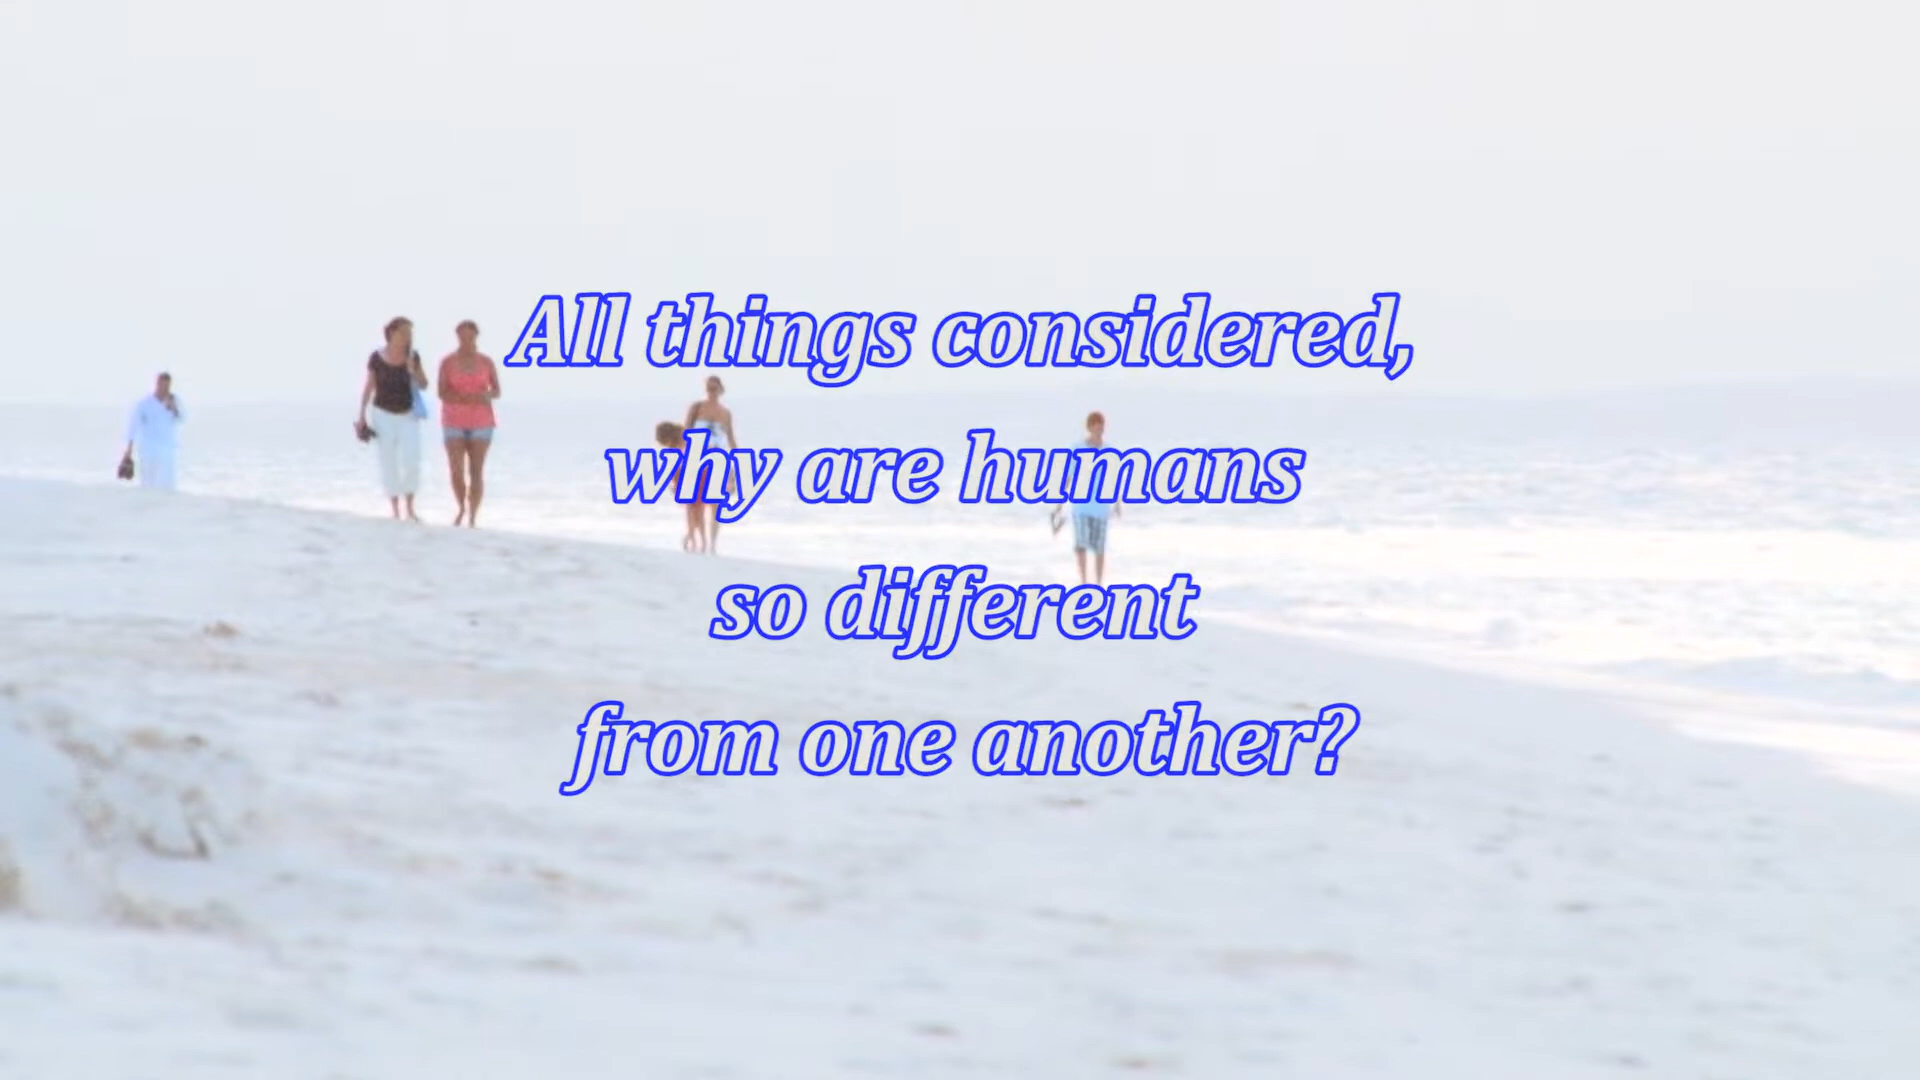 All things considered,
why are humans
so different
from one another?